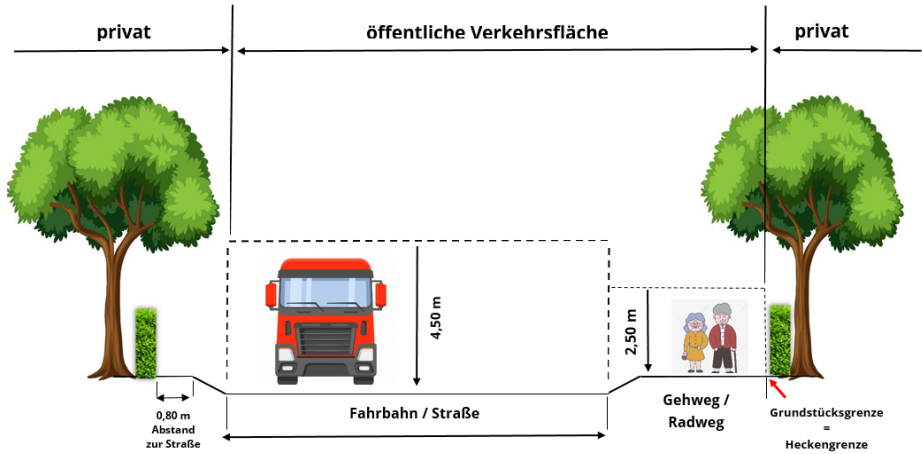 privat
öffentliche Verkehrsfläche
privat
4,50 m
2,50 m
0,80 m
Abstand
zur Straße
Fahrbahn / Straße
Gehweg /
Radweg
Grundstücksgrenze
=
Heckengrenze